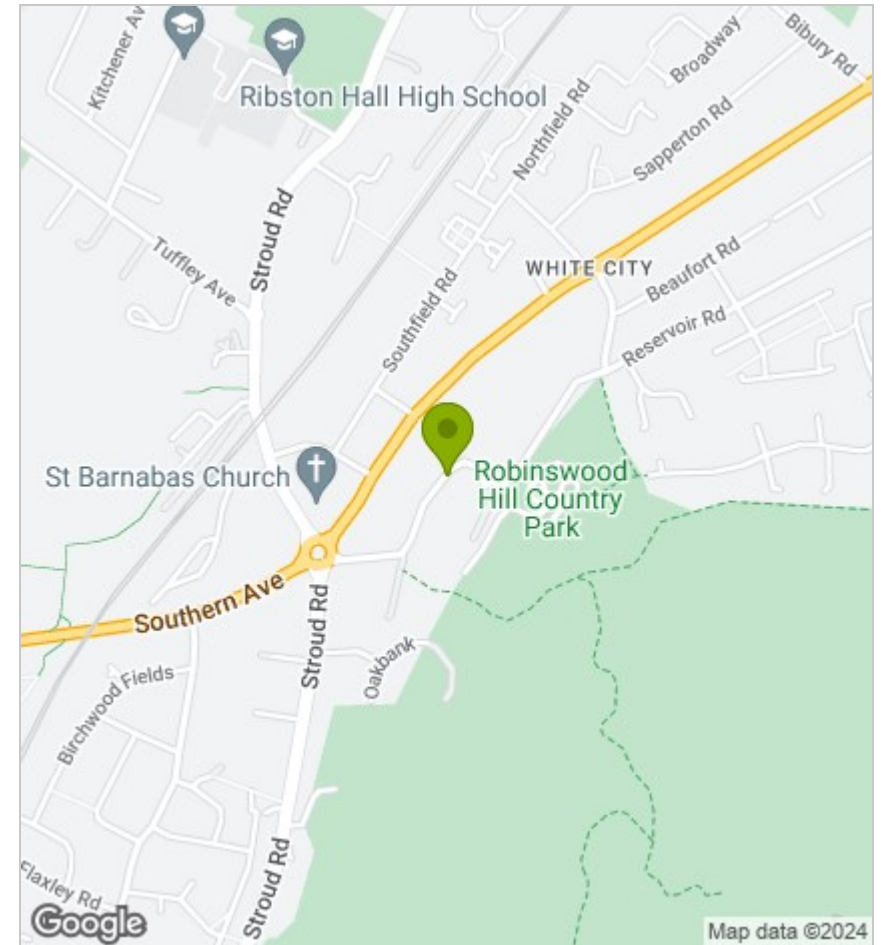 Kitchener Av
Ribston Hall High School
Broadway
Bibury Rd
Northfield Rd
Sapperton Rd
Stroud Rd
Tuffley Ave
WHITE CITY
Beaufort Rd
Southfield Rd
Reservoir Rd
St Barnabas Church
Robinswood
Hill Country
Park
Southern Ave
Stroud Rd
Oakbank
Birchwood Fields
Flaxley Rd
Stroud Rd
Google
Map data ©2024